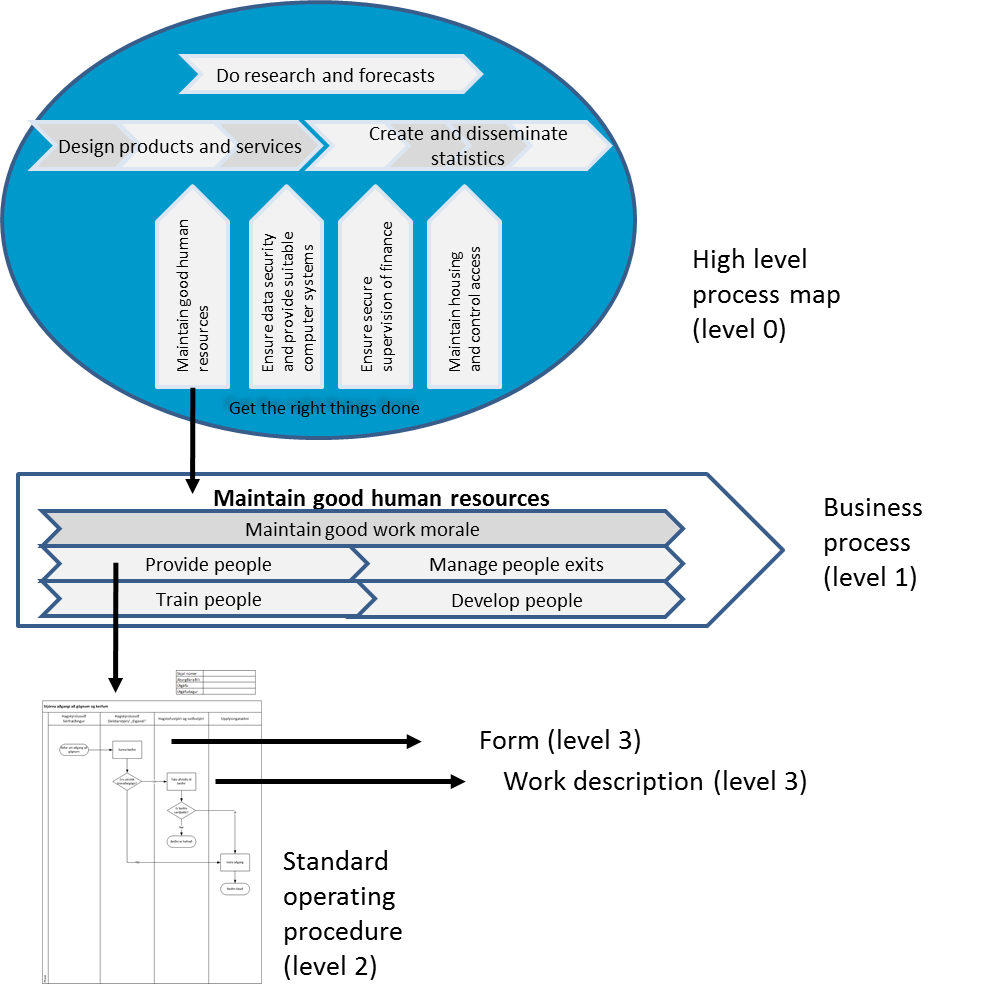 Do research and forecasts
Design products and services
Create and disseminate
statistics
Maintain good human
resources
Ensure data security
and provide suitable
computer systems
Ensure secure
supervision of finance
Maintain housing
and control access
Get the right things done
High level
process map
(level 0)
Maintain good human resources
Maintain good work morale
Provide people
Manage people exits
Train people
Develop people
Business
process
(level 1)
Form (level 3)
Work description (level 3)
Standard
operating
procedure
(level 2)